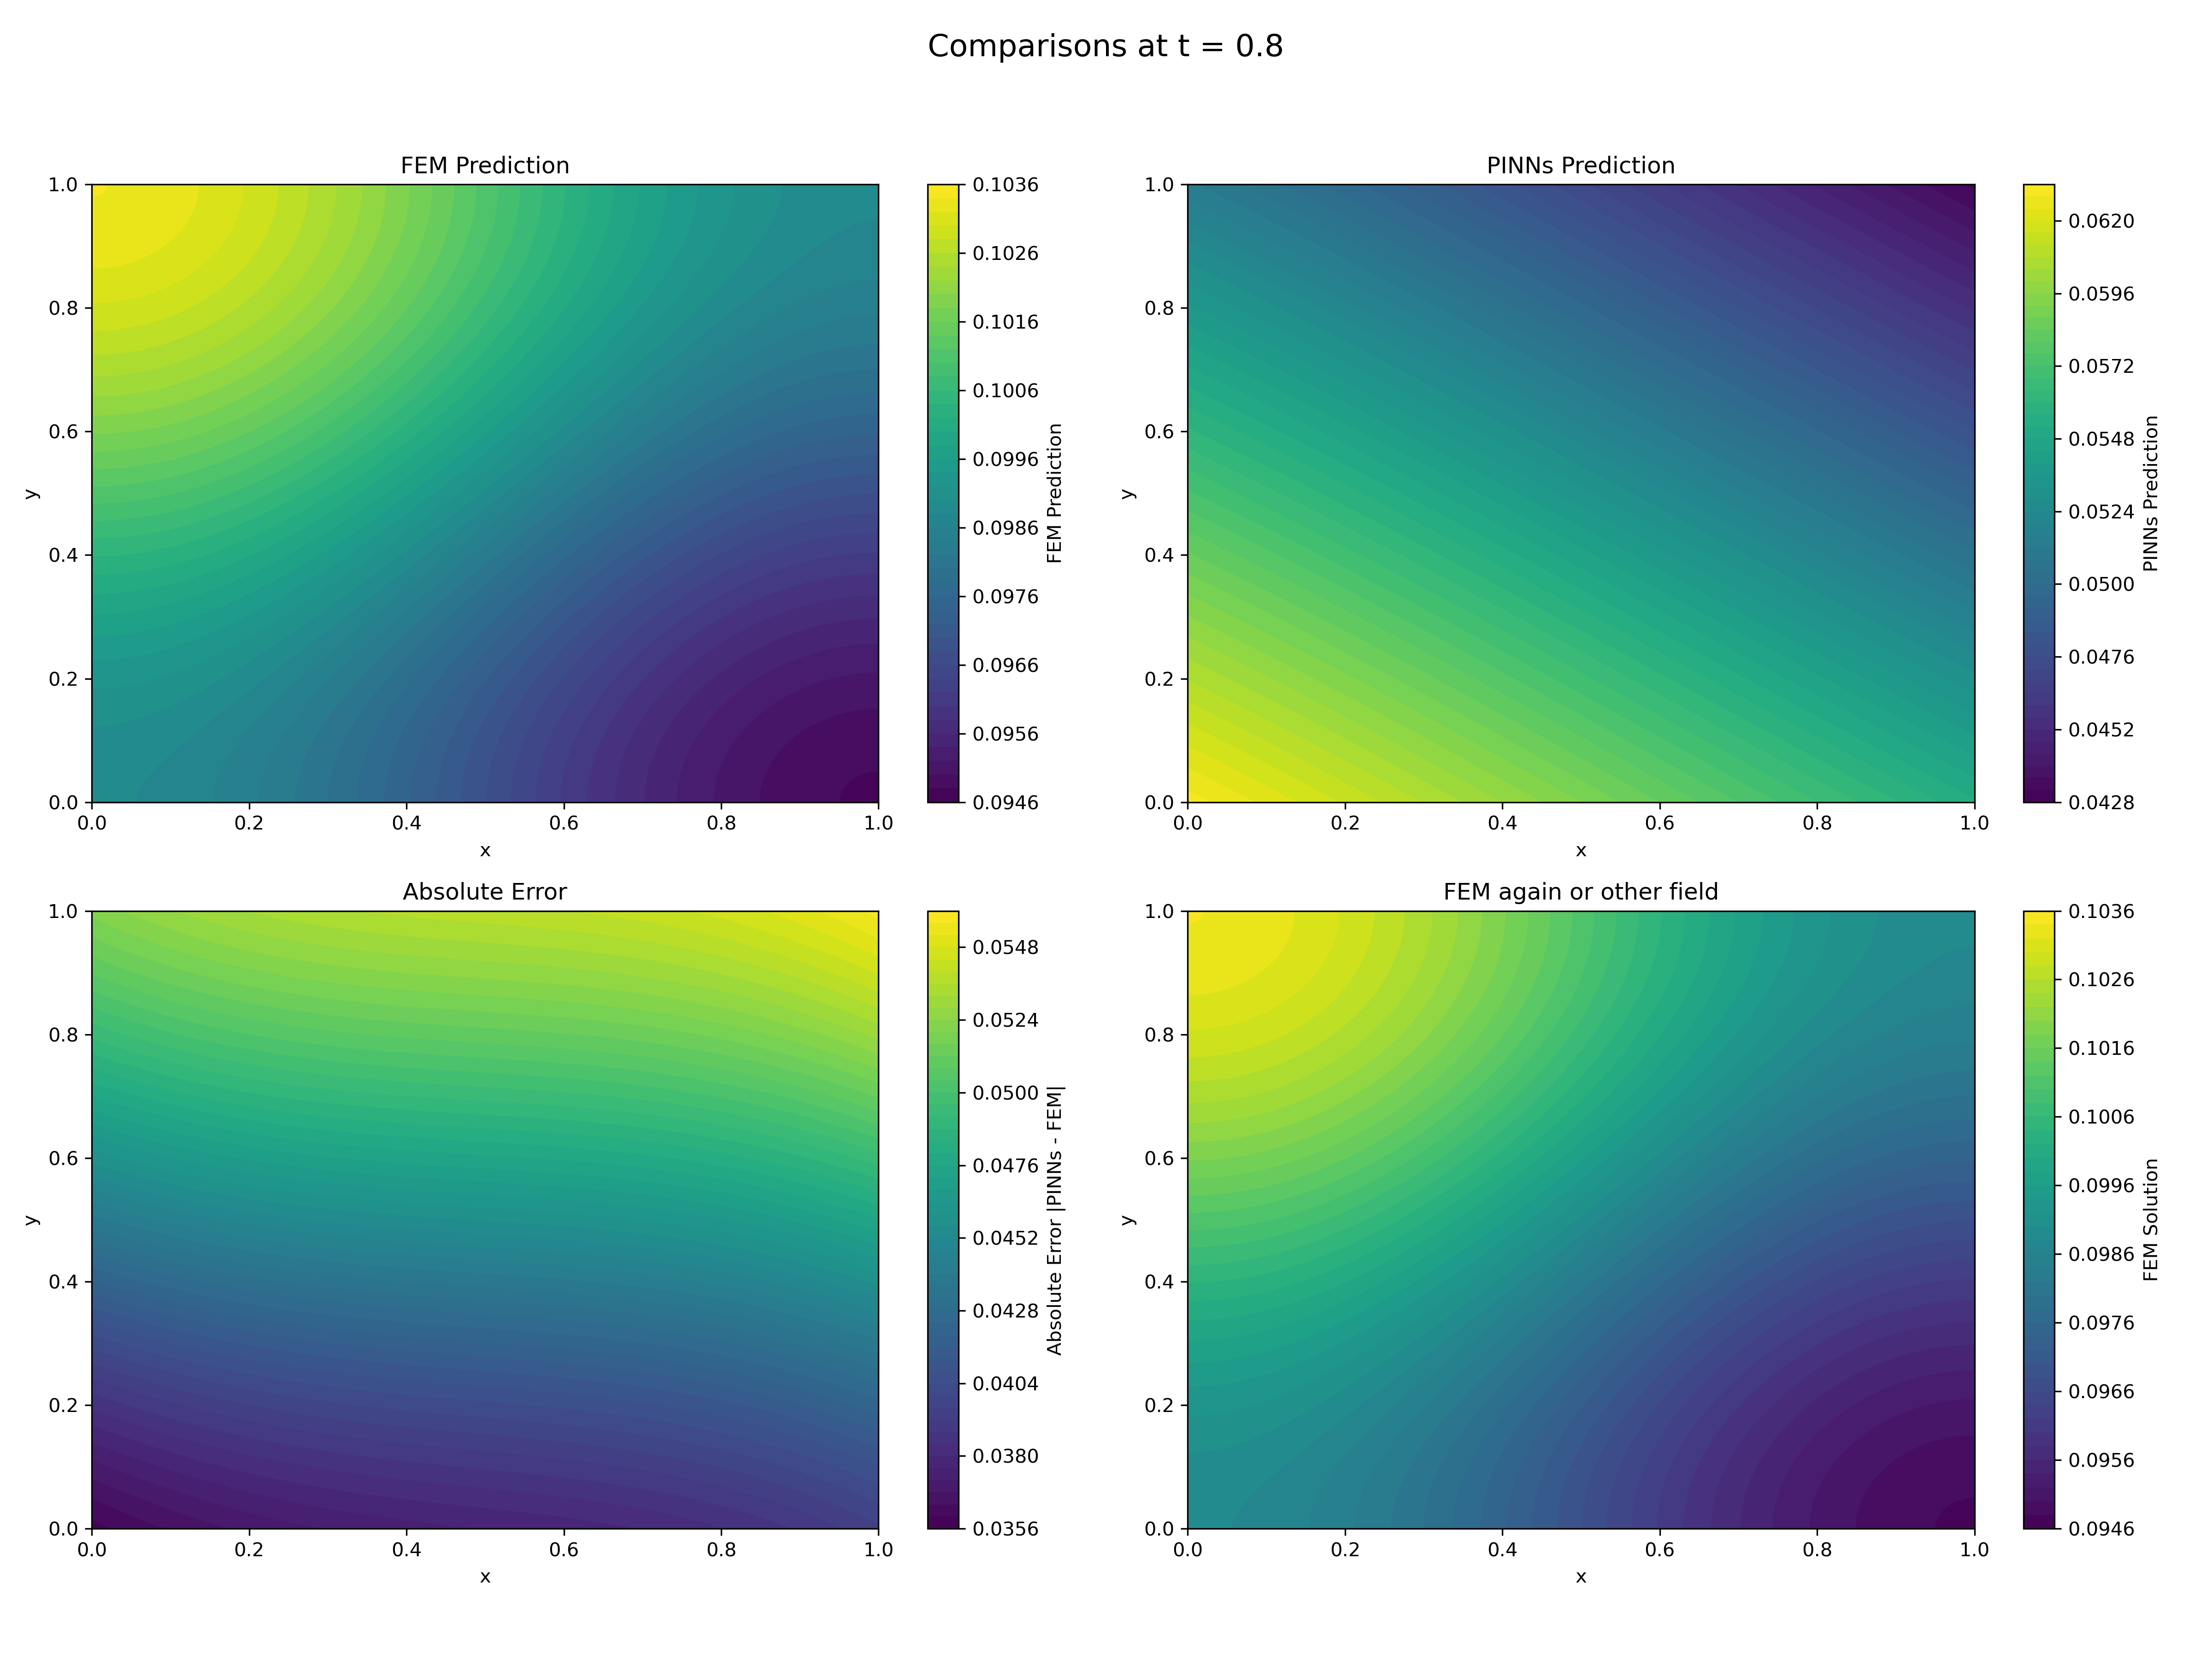 Comparisons at t = 0.8
FEM Prediction
1.0
0.8
0.6
0.4
0.2
0.0
y
0.0 0.2 0.4 0.6 0.8 1.0
x
0.1036
0.1026
0.1016
0.1006
0.0996
0.0986
0.0976
0.0966
0.0956
0.0946
FEM Prediction
PINNs Prediction
1.0
0.8
0.6
0.4
0.2
0.0
y
0.0 0.2 0.4 0.6 0.8 1.0
x
0.0620
0.0596
0.0572
0.0548
0.0524
0.0500
0.0476
0.0452
0.0428
PINNs Prediction
Absolute Error
1.0
0.8
0.6
0.4
0.2
0.0
y
0.0 0.2 0.4 0.6 0.8 1.0
x
0.0548
0.0524
0.0500
0.0476
0.0452
0.0428
0.0404
0.0380
0.0356
Absolute Error |PINNs - FEM|
FEM again or other field
1.0
0.8
0.6
0.4
0.2
0.0
y
0.0 0.2 0.4 0.6 0.8 1.0
x
0.1036
0.1026
0.1016
0.1006
0.0996
0.0986
0.0976
0.0966
0.0956
0.0946
FEM Solution